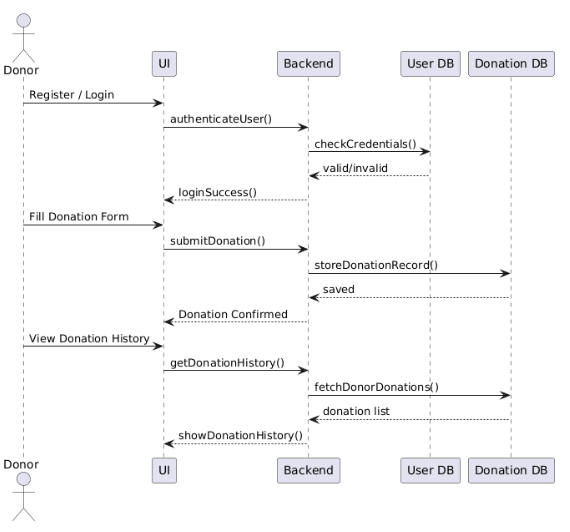 Donor
UI
Backend
User DB
Donation DB
Register / Login
authenticateUser()
checkCredentials()
valid/invalid
loginSuccess()
Fill Donation Form
submitDonation()
storeDonationRecord()
saved
Donation Confirmed
View Donation History
getDonationHistory()
fetchDonorDonations()
donation list
showDonationHistory()
Donor
UI
Backend
User DB
Donation DB